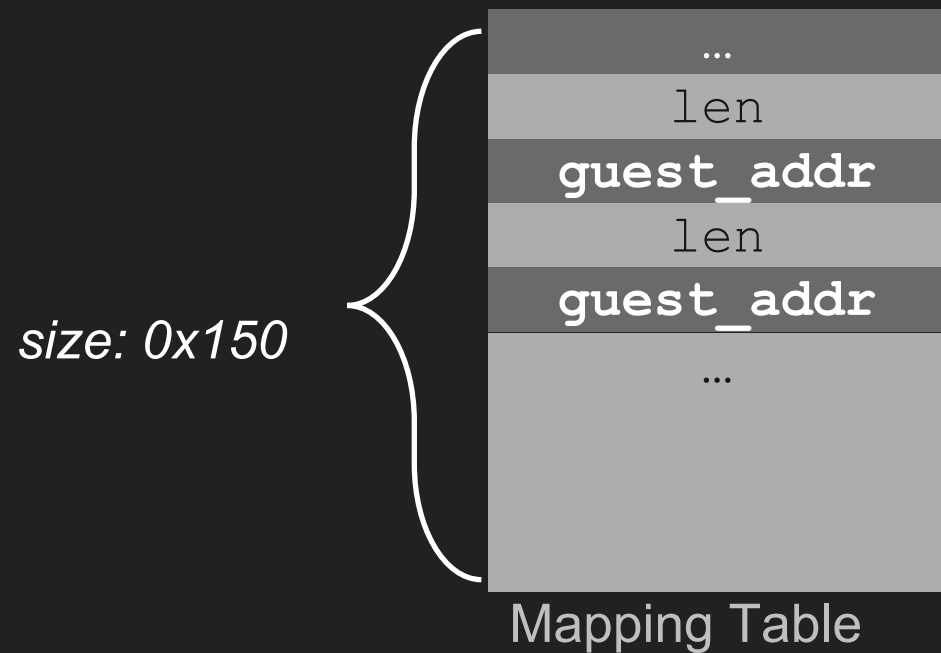 …
len
guest_addr
len
guest_addr
size: 0x150
…
Mapping Table